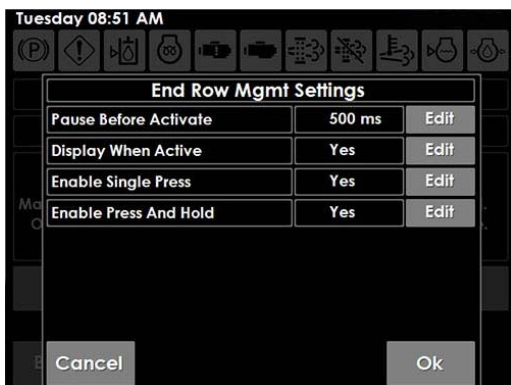 Tuesday 08:51 AM
(P)
End Row Mgmt Settings
Pause Before Activate 500 ms Edit
Display When Active Yes Edit
Enable Single Press Yes Edit
Enable Press And Hold Yes Edit
Ma
O
Cancel Ok